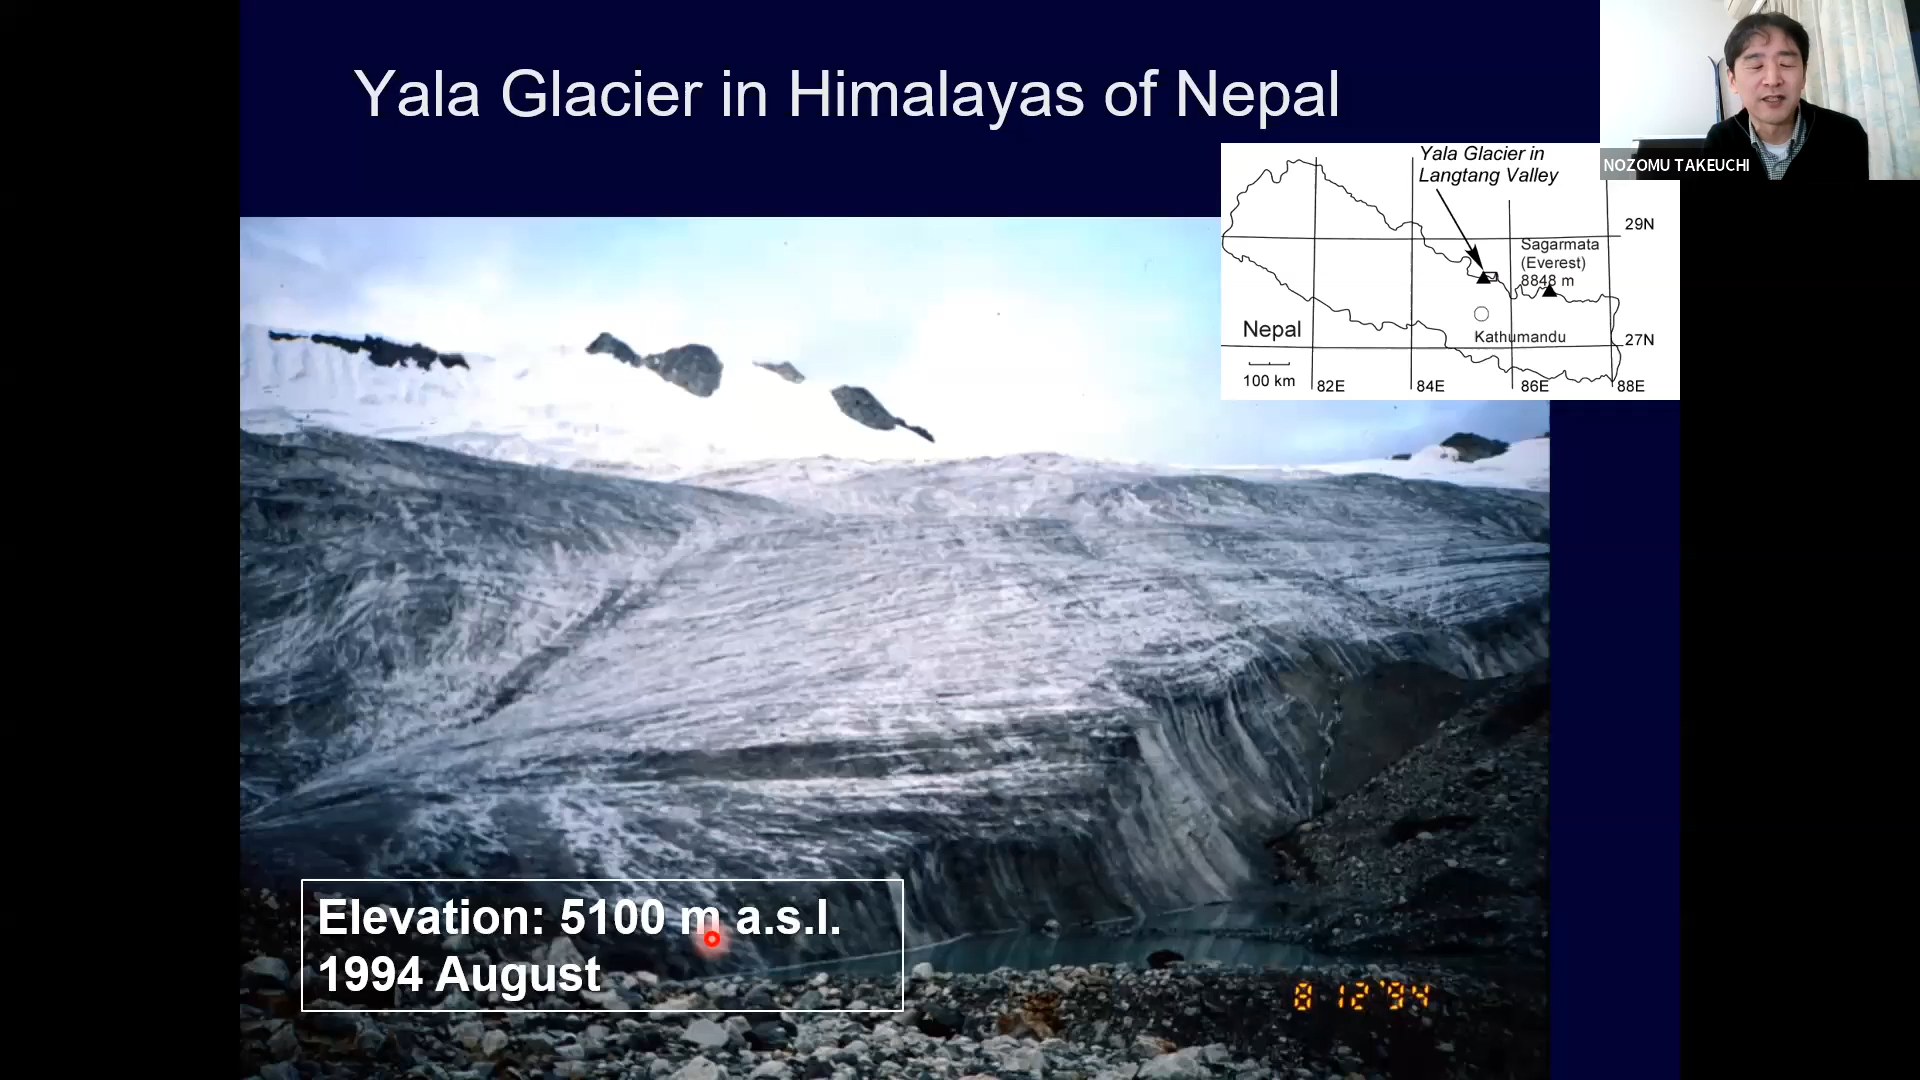 Yala Glacier in Himalayas of Nepal
NOZOMU TAKEUCHI
Yala Glacier in
Langtang Valley
29N
Sagarmata
(Everest)
8848 m
Nepal
Kathumandu
27N
100 km
82E
84E
86E
88E
Elevation: 5100 m a.s.l.
1994 August
8 12 '94